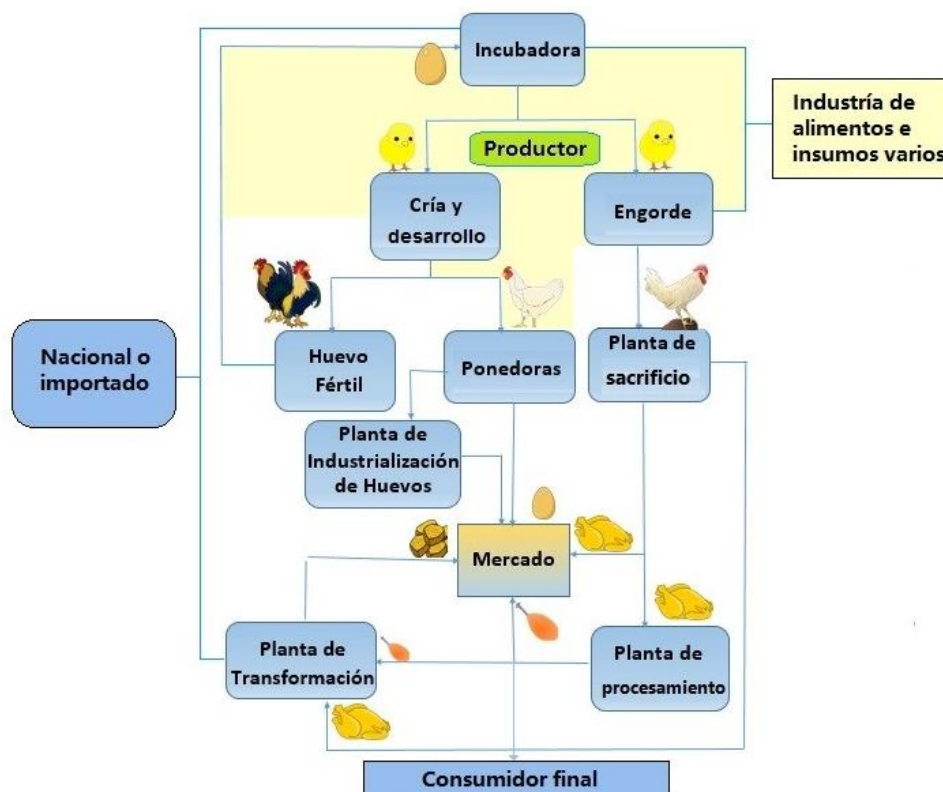 Incubadora
Industría de
alimentos e
insumos varios
Productor
Cría y
desarrollo
Engorde
Nacional o
importado
Huevo
Fértil
Ponedoras
Planta de
sacrificio
Planta de
Industrialización
de Huevos
Mercado
Planta de
Transformación
Planta de
procesamiento
Consumidor final